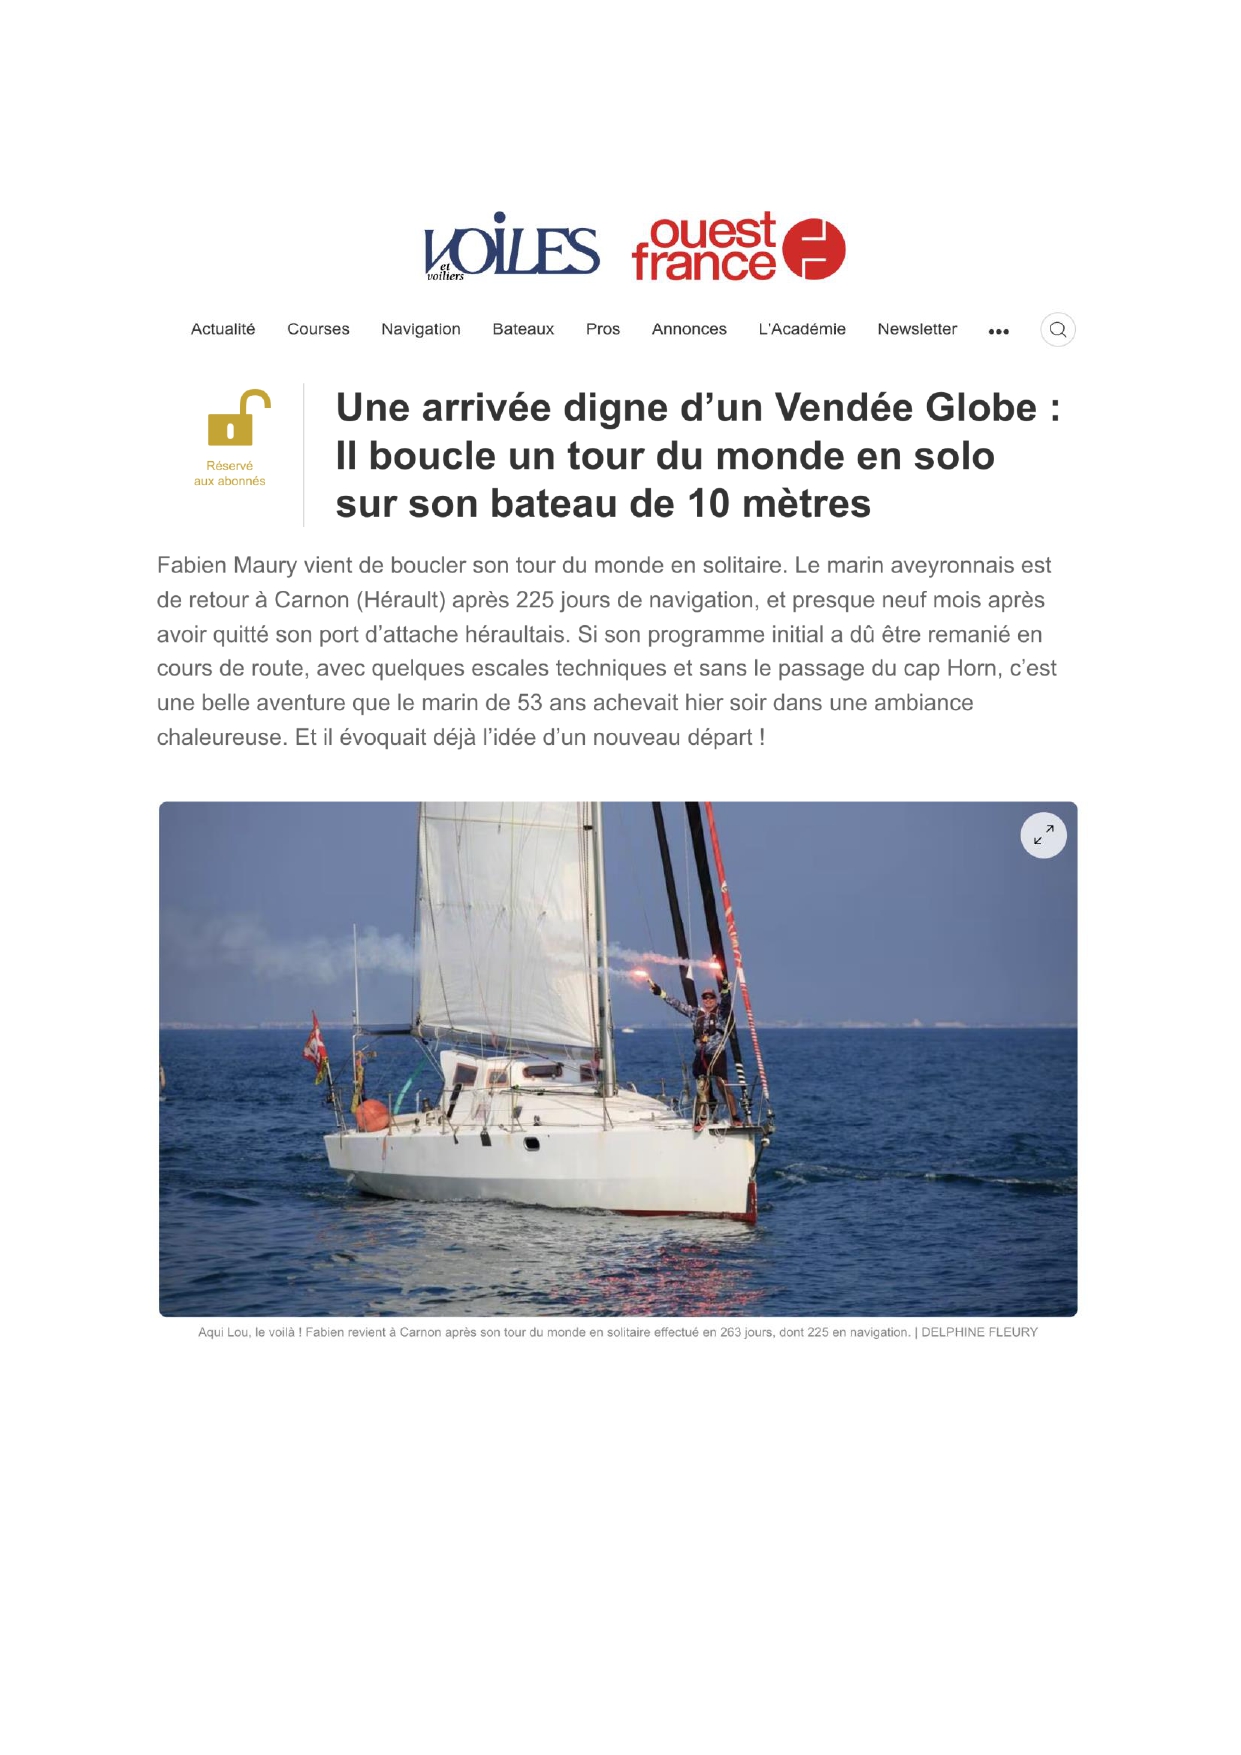 VOiLES
et
voiliers
ouest
france
Actualité Courses Navigation Bateaux Pros Annonces L'Académie Newsletter •••
Réservé
aux abonnés
Une arrivée digne d’un Vendée Globe :
Il boucle un tour du monde en solo
sur son bateau de 10 mètres
Fabien Maury vient de boucler son tour du monde en solitaire. Le marin aveyronnais est
de retour à Carnon (Hérault) après 225 jours de navigation, et presque neuf mois après
avoir quitté son port d’attache héraultais. Si son programme initial a dû être remanié en
cours de route, avec quelques escales techniques et sans le passage du cap Horn, c’est
une belle aventure que le marin de 53 ans achevait hier soir dans une ambiance
chaleureuse. Et il évoquait déjà l’idée d’un nouveau départ !
Aqui Lou, le voilà ! Fabien revient à Carnon après son tour du monde en solitaire effectué en 263 jours, dont 225 en navigation. | DELPHINE FLEURY